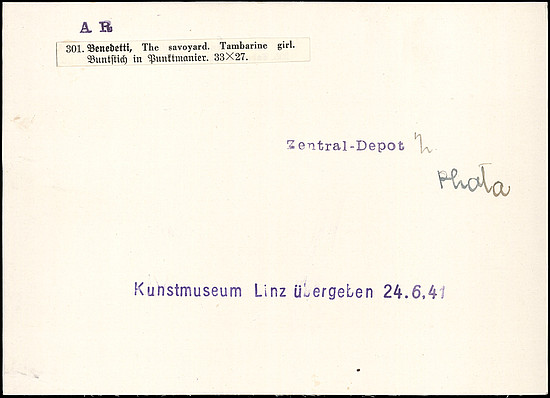 A R
301. Benedetti, The savoyard. Tambarine girl.
Buntstich in Punktmanier. 33×27.
Zentral-Depot
Photo
Kunstmuseum Linz übergeben 24.6.41